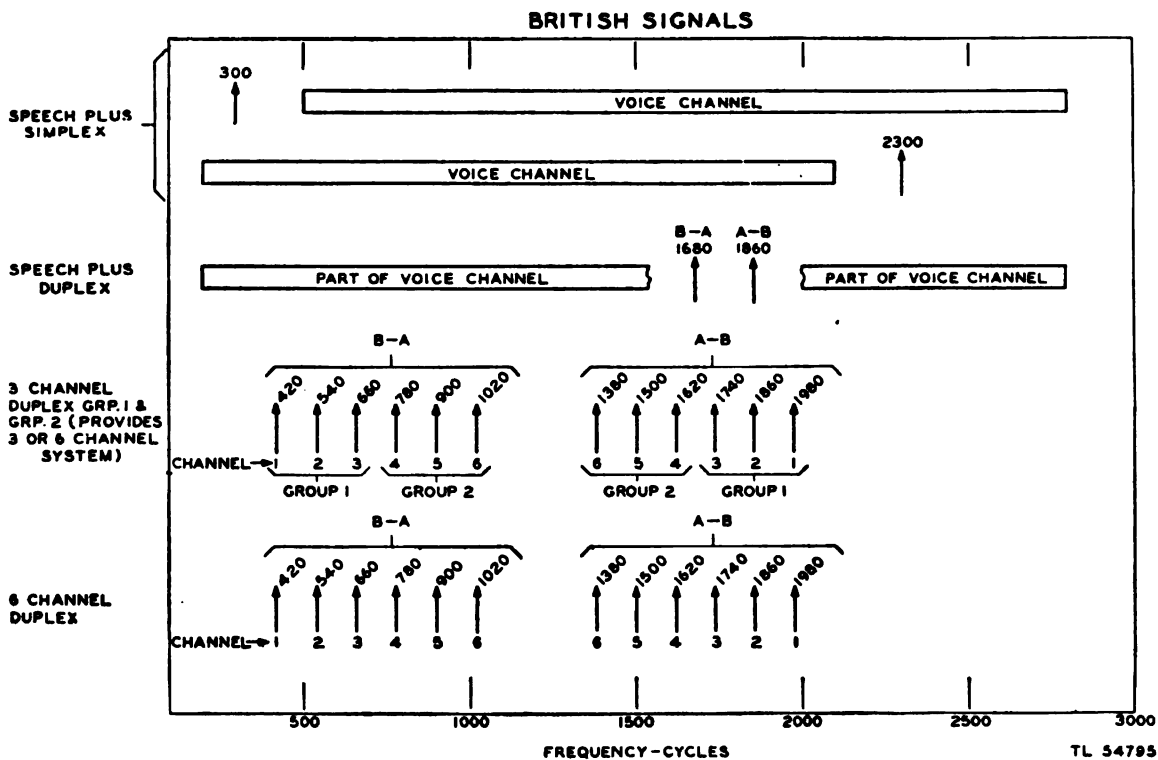 BRITISH SIGNALS
300
SPEECH PLUS
SIMPLEX
VOICE CHANNEL
2300
VOICE CHANNEL
B-A
1680
A-B
1860
SPEECH PLUS
DUPLEX
PART OF VOICE CHANNEL
PART OF VOICE CHANNEL
B-A
A-B
3 CHANNEL
DUPLEX GRP. 1 &
GRP. 2 (PROVIDES
3 OR 6 CHANNEL
SYSTEM)
420 540 660 780 900 1020
1380 1500 1620 1740 1860 1980
CHANNEL 1 2 3 4 5 6
6 5 4 3 2 1
GROUP 1 GROUP 2
GROUP 2 GROUP 1
B-A
A-B
6 CHANNEL
DUPLEX
420 540 660 780 900 1020
1380 1500 1620 1740 1860 1980
CHANNEL 1 2 3 4 5 6
6 5 4 3 2 1
500 1000 1500 2000 2500 3000
FREQUENCY-CYCLES
TL 54795